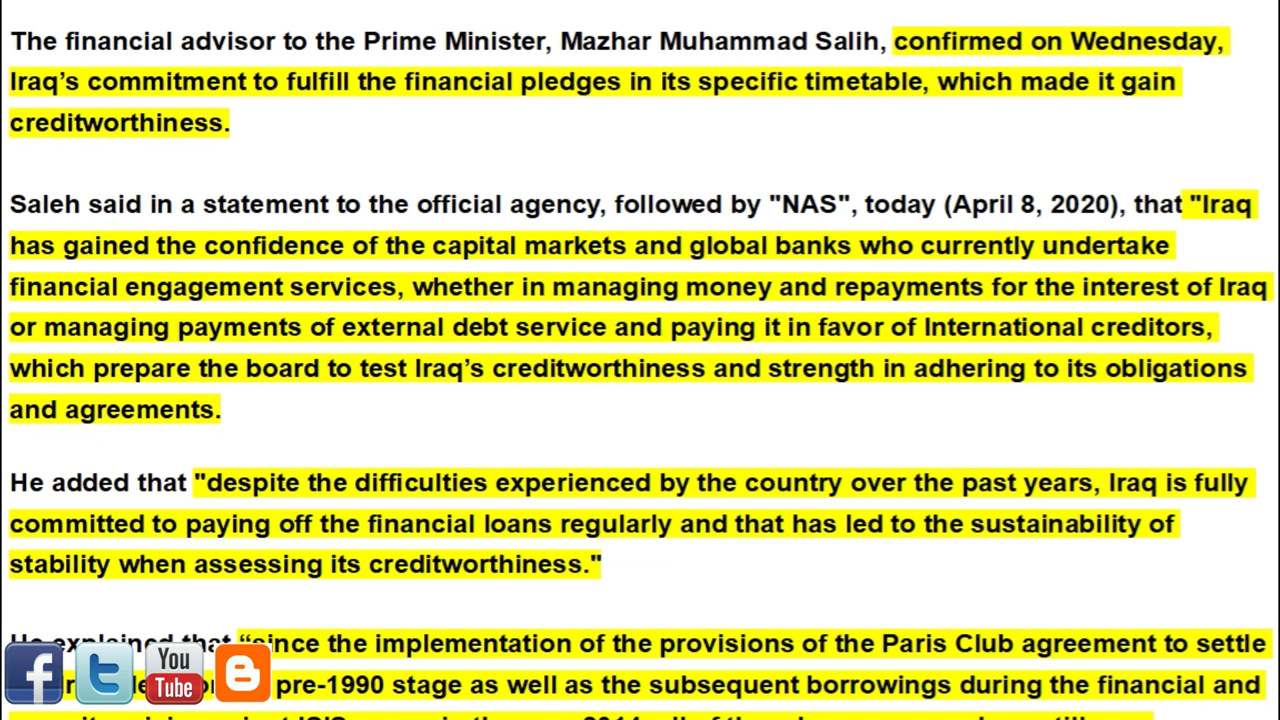 The financial advisor to the Prime Minister, Mazhar Muhammad Salih, confirmed on Wednesday,
Iraq’s commitment to fulfill the financial pledges in its specific timetable, which made it gain
creditworthiness.
Saleh said in a statement to the official agency, followed by "NAS", today (April 8, 2020), that "Iraq
has gained the confidence of the capital markets and global banks who currently undertake
financial engagement services, whether in managing money and repayments for the interest of Iraq
or managing payments of external debt service and paying it in favor of International creditors,
which prepare the board to test Iraq’s creditworthiness and strength in adhering to its obligations
and agreements.
He added that "despite the difficulties experienced by the country over the past years, Iraq is fully
committed to paying off the financial loans regularly and that has led to the sustainability of
stability when assessing its creditworthiness."
He explained that “since the implementation of the provisions of the Paris Club agreement to settle
pre-1990 stage as well as the subsequent borrowings during the financial and
You
Tube